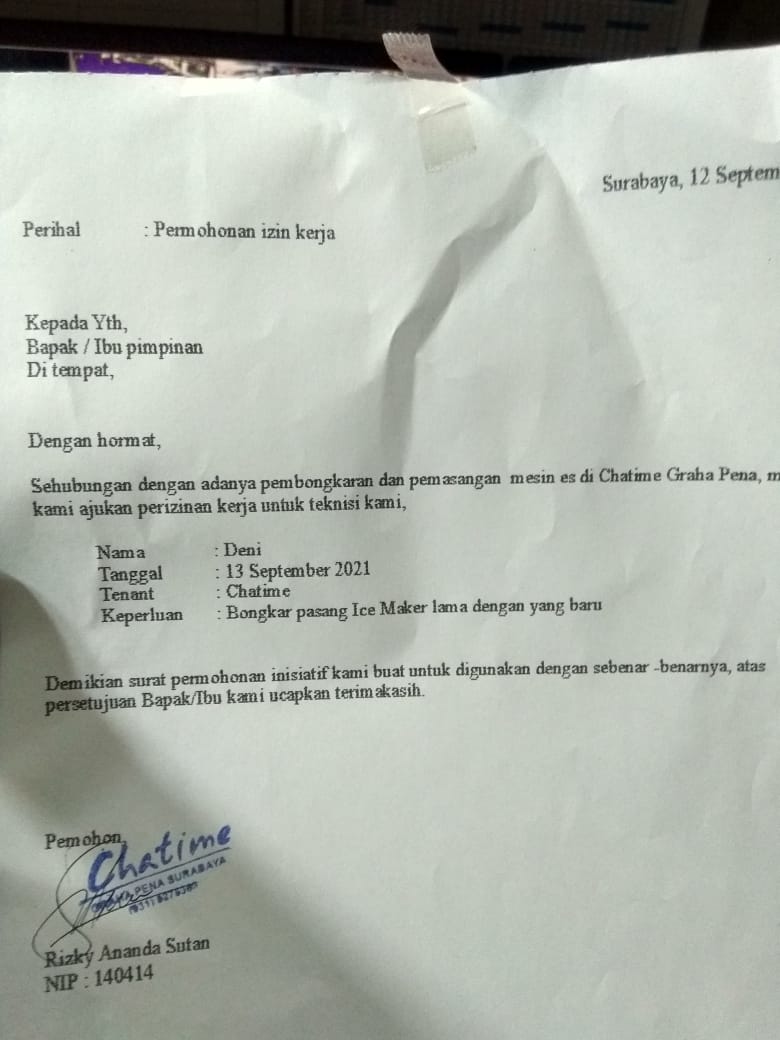 Surabaya, 12 Septem
Perihal : Permohonan izin kerja
Kepada Yth,
Bapak / Ibu pimpinan
Di tempat,
Dengan hormat,
Sehubungan dengan adanya pembongkaran dan pemasangan mesin es di Chatime Graha Pena, m
kami ajukan perizinan kerja untuk teknisi kami,
Nama : Deni
Tanggal : 13 September 2021
Tenant : Chatime
Keperluan : Bongkar pasang Ice Maker lama dengan yang baru
Demikian surat permohonan inisiatif kami buat untuk digunakan dengan sebenar -benarnya, atas
persetujuan Bapak/Ibu kami ucapkan terimakasih.
Pemohon,
Chatime
PENA SURABAYA
Rizky Ananda Sutan
NIP : 140414